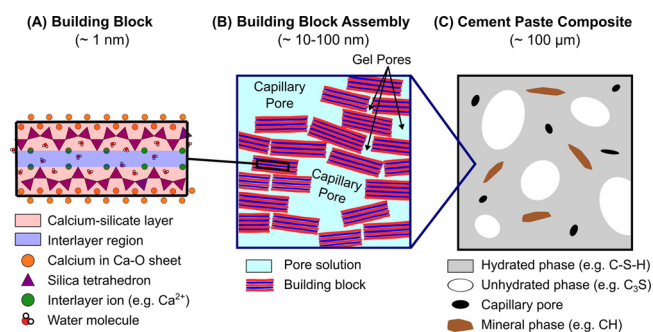 (A) Building Block
(~ 1 nm)
Calcium-silicate layer
Interlayer region
Calcium in Ca-O sheet
Silica tetrahedron
Interlayer ion (e.g. Ca²⁺)
Water molecule
(B) Building Block Assembly
(~ 10-100 nm)
Gel Pores
Capillary
Pore
Capillary
Pore
Pore solution
Building block
(C) Cement Paste Composite
(~ 100 μm)
Hydrated phase (e.g. C-S-H)
Unhydrated phase (e.g. C₃S)
Capillary pore
Mineral phase (e.g. CH)